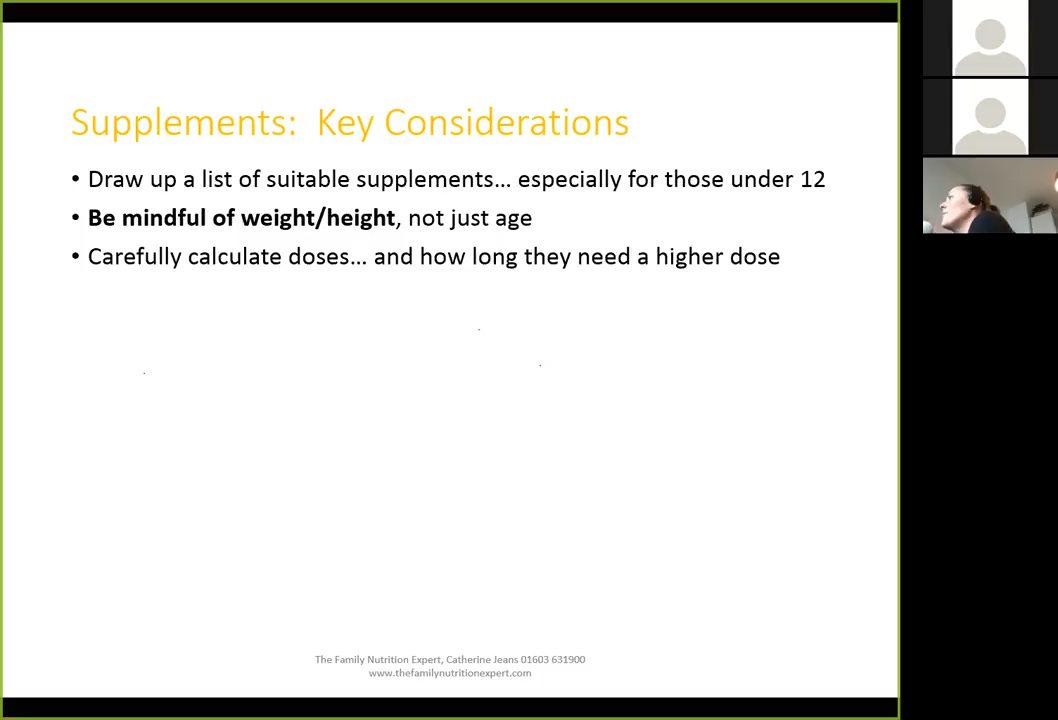 Supplements: Key Considerations
• Draw up a list of suitable supplements… especially for those under 12
• Be mindful of weight/height, not just age
• Carefully calculate doses… and how long they need a higher dose
The Family Nutrition Expert, Catherine Jeans 01603 631900
www.thefamilynutritionexpert.com